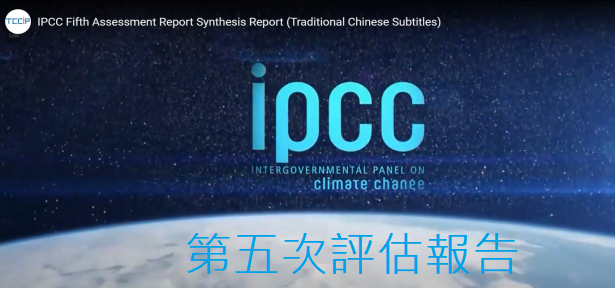 TCCIP
IPCC Fifth Assessment Report Synthesis Report (Traditional Chinese Subtitles)
ipcc
INTERGOVERNMENTAL PANEL ON
climate change
第五次評估報告